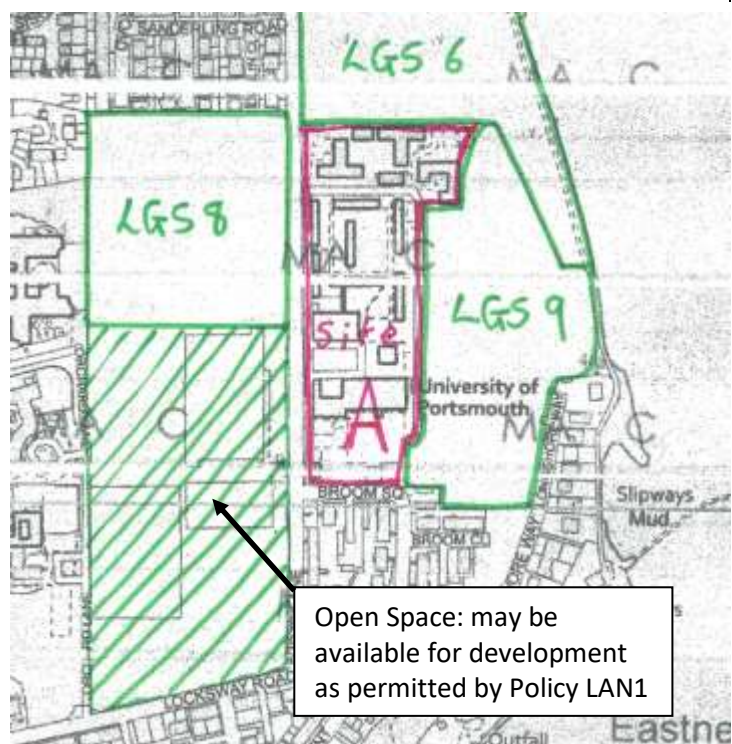 SANDERLING ROAD
LGS 6
M A C
LGS 8
M A C
LGS 9
Site
A
University of
Portsmouth
M C
BROOM SQ
BROOM CL
Slipways
Mud
Open Space: may be
available for development
as permitted by Policy LAN1
LOCKSWAY ROAD
Outfall
Eastne